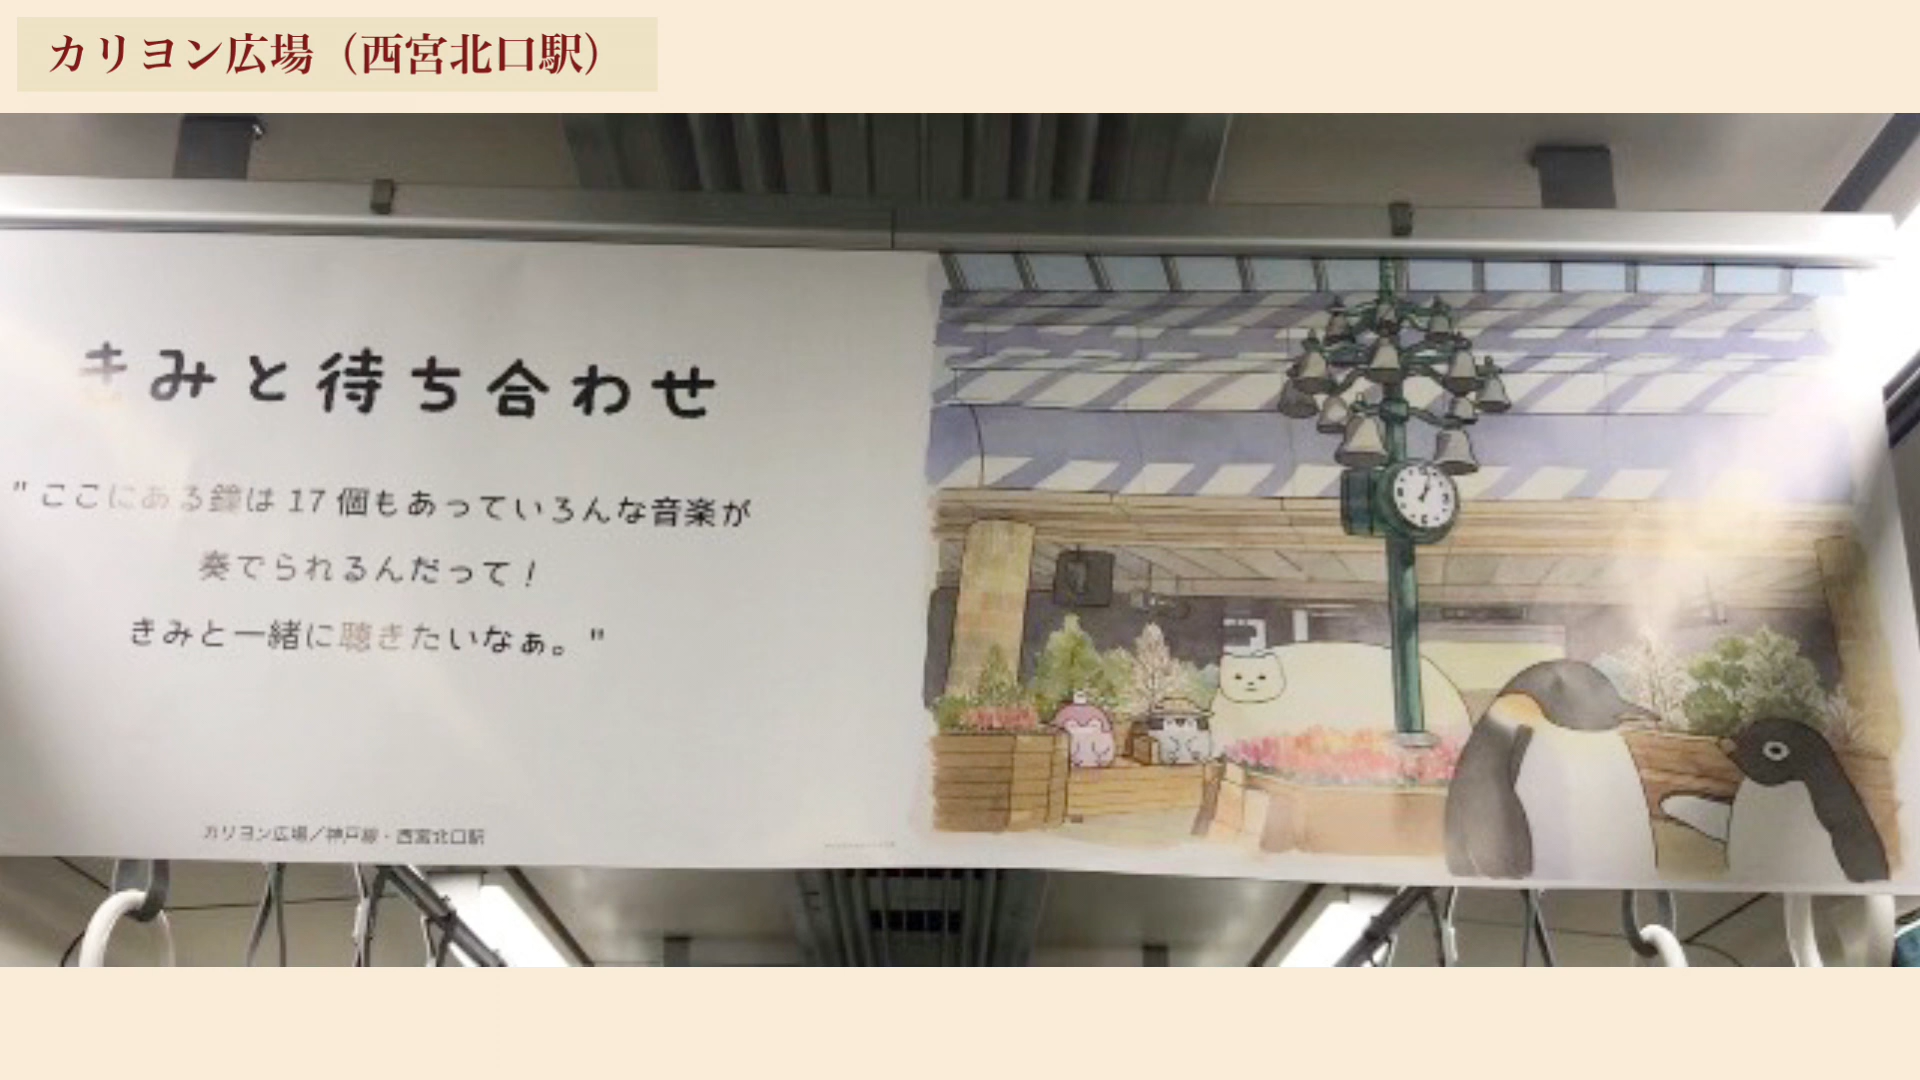 カリヨン広場（西宮北口駅）
きみと待ち合わせ
"ここにある鐘は 17 個もあっていろんな音楽が
奏でられるんだって！
きみと一緒に聴きたいなぁ。"
カリヨン広場／神戸線・西宮北口駅